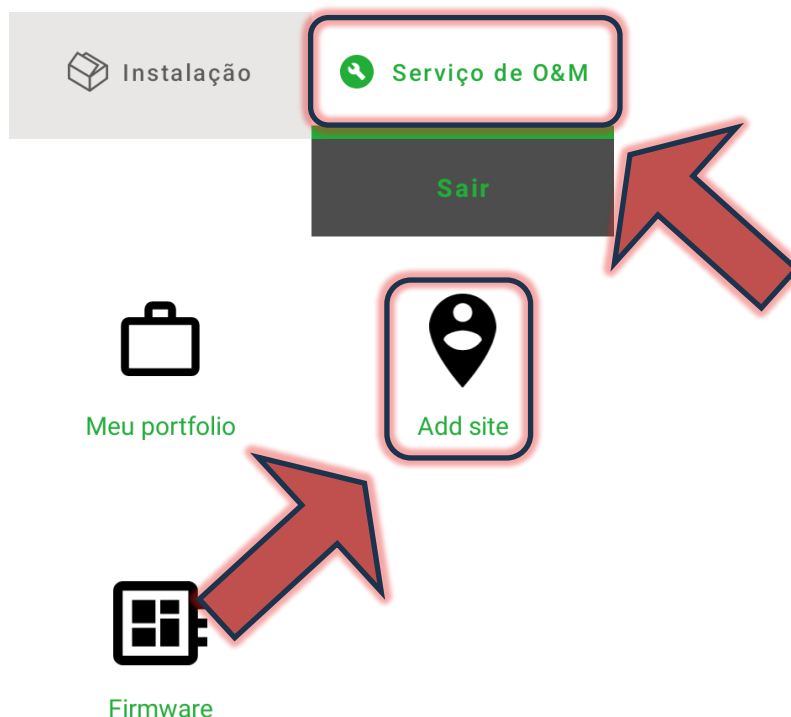 Instalação
Serviço de O&M
Sair
Meu portfolio
Add site
Firmware